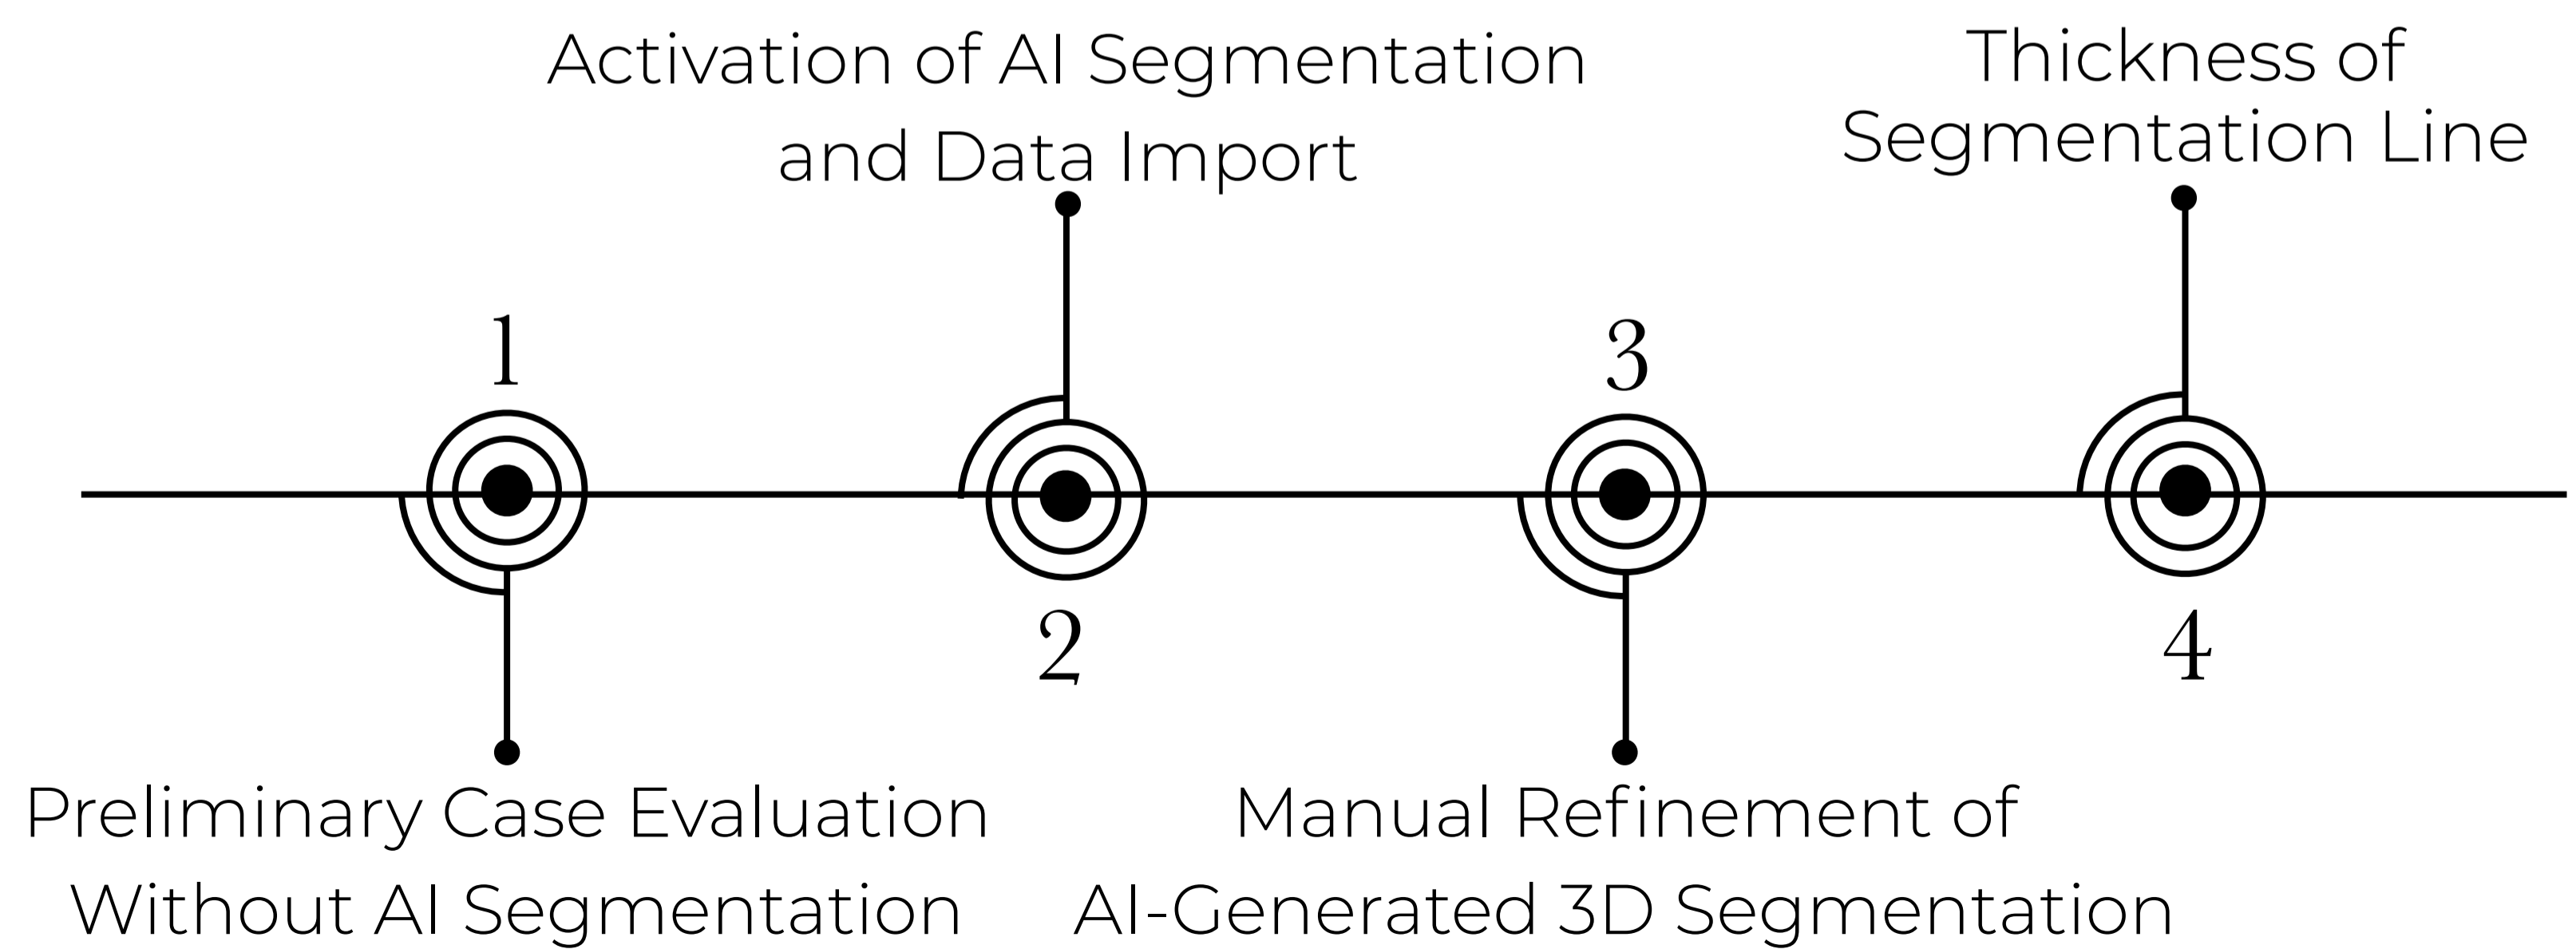 Activation of AI Segmentation
and Data Import
Thickness of
Segmentation Line
1
3
2
4
Preliminary Case Evaluation
Without AI Segmentation
Manual Refinement of
AI-Generated 3D Segmentation